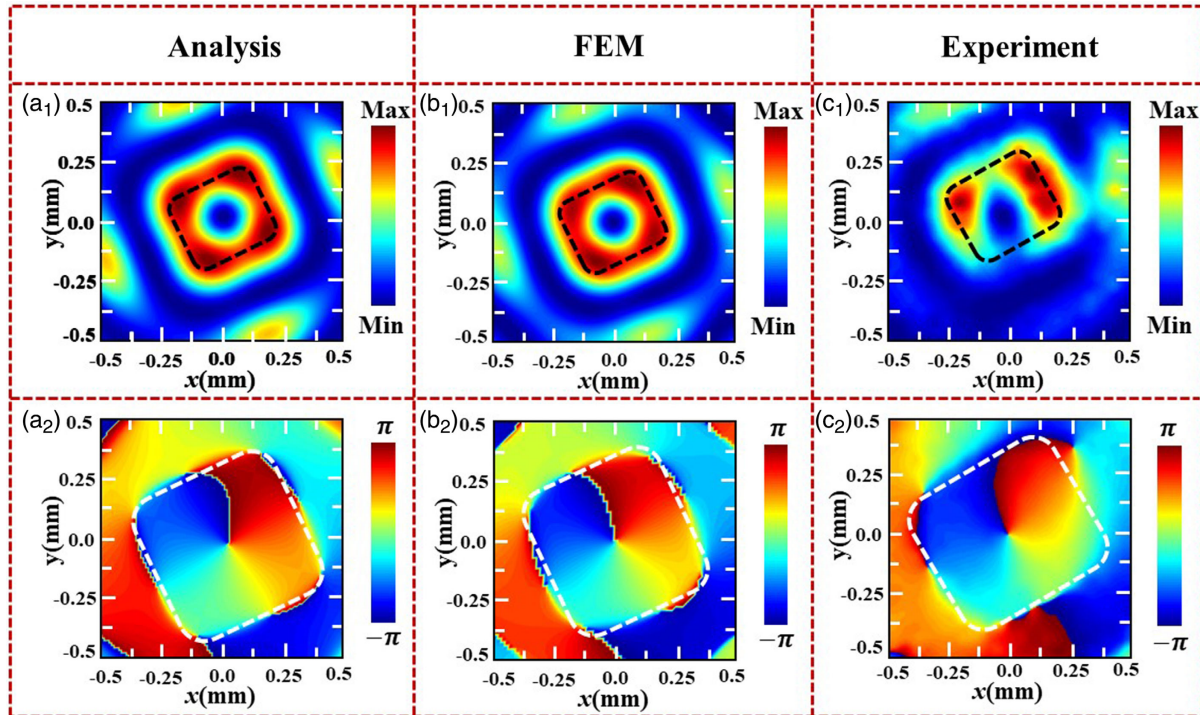 Analysis FEM Experiment
(a1) (b1) (c1)
0.5 Max 0.5 Max 0.5 Max
0.25 0.25 0.25
y(mm) y(mm) y(mm)
0.0 0.0 0.0
-0.25 -0.25 -0.25
-0.5 Min -0.5 Min -0.5 Min
-0.5 -0.25 0.0 0.25 0.5 -0.5 -0.25 0.0 0.25 0.5 -0.5 -0.25 0.0 0.25 0.5
x(mm) x(mm) x(mm)
(a2) (b2) (c2)
0.5 π 0.5 π 0.5 π
0.25 0.25 0.25
y(mm) y(mm) y(mm)
0.0 0.0 0.0
-0.25 -0.25 -0.25
-0.5 −π -0.5 −π -0.5 −π
-0.5 -0.25 0.0 0.25 0.5 -0.5 -0.25 0.0 0.25 0.5 -0.5 -0.25 0.0 0.25 0.5
x(mm) x(mm) x(mm)